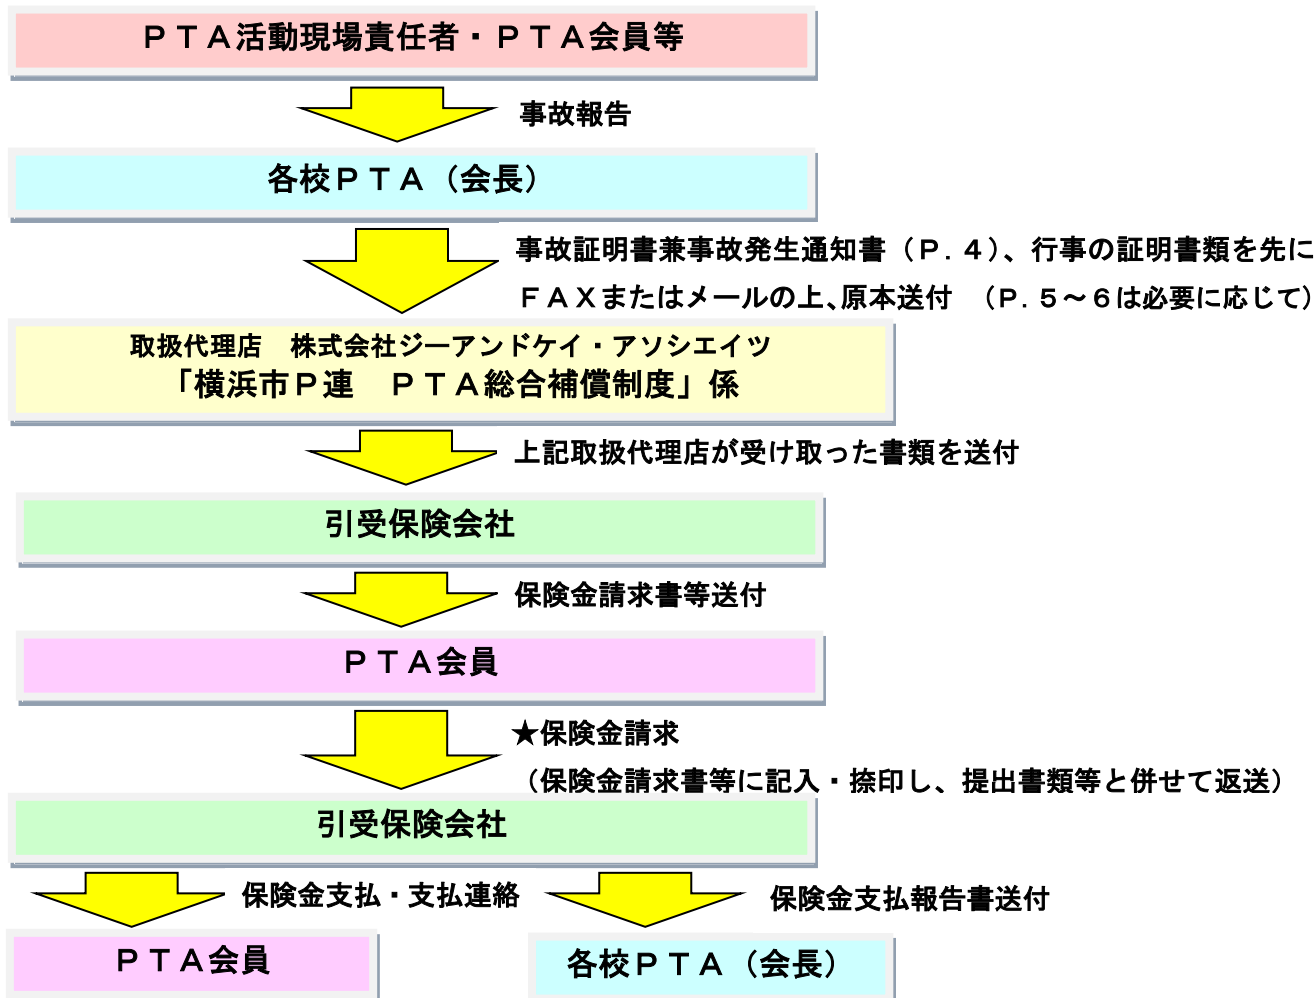 ＰＴＡ活動現場責任者・ＰＴＡ会員等
事故報告
各校ＰＴＡ（会長）
事故証明書兼事故発生通知書（Ｐ．４）、行事の証明書類を先に
ＦＡＸまたはメールの上、原本送付　（Ｐ．５～６は必要に応じて）
取扱代理店　株式会社ジーアンドケイ・アソシエイツ
「横浜市Ｐ連　ＰＴＡ総合補償制度」係
上記取扱代理店が受け取った書類を送付
引受保険会社
保険金請求書等送付
ＰＴＡ会員
★保険金請求
（保険金請求書等に記入・捺印し、提出書類等と併せて返送）
引受保険会社
保険金支払・支払連絡
保険金支払報告書送付
ＰＴＡ会員
各校ＰＴＡ（会長）